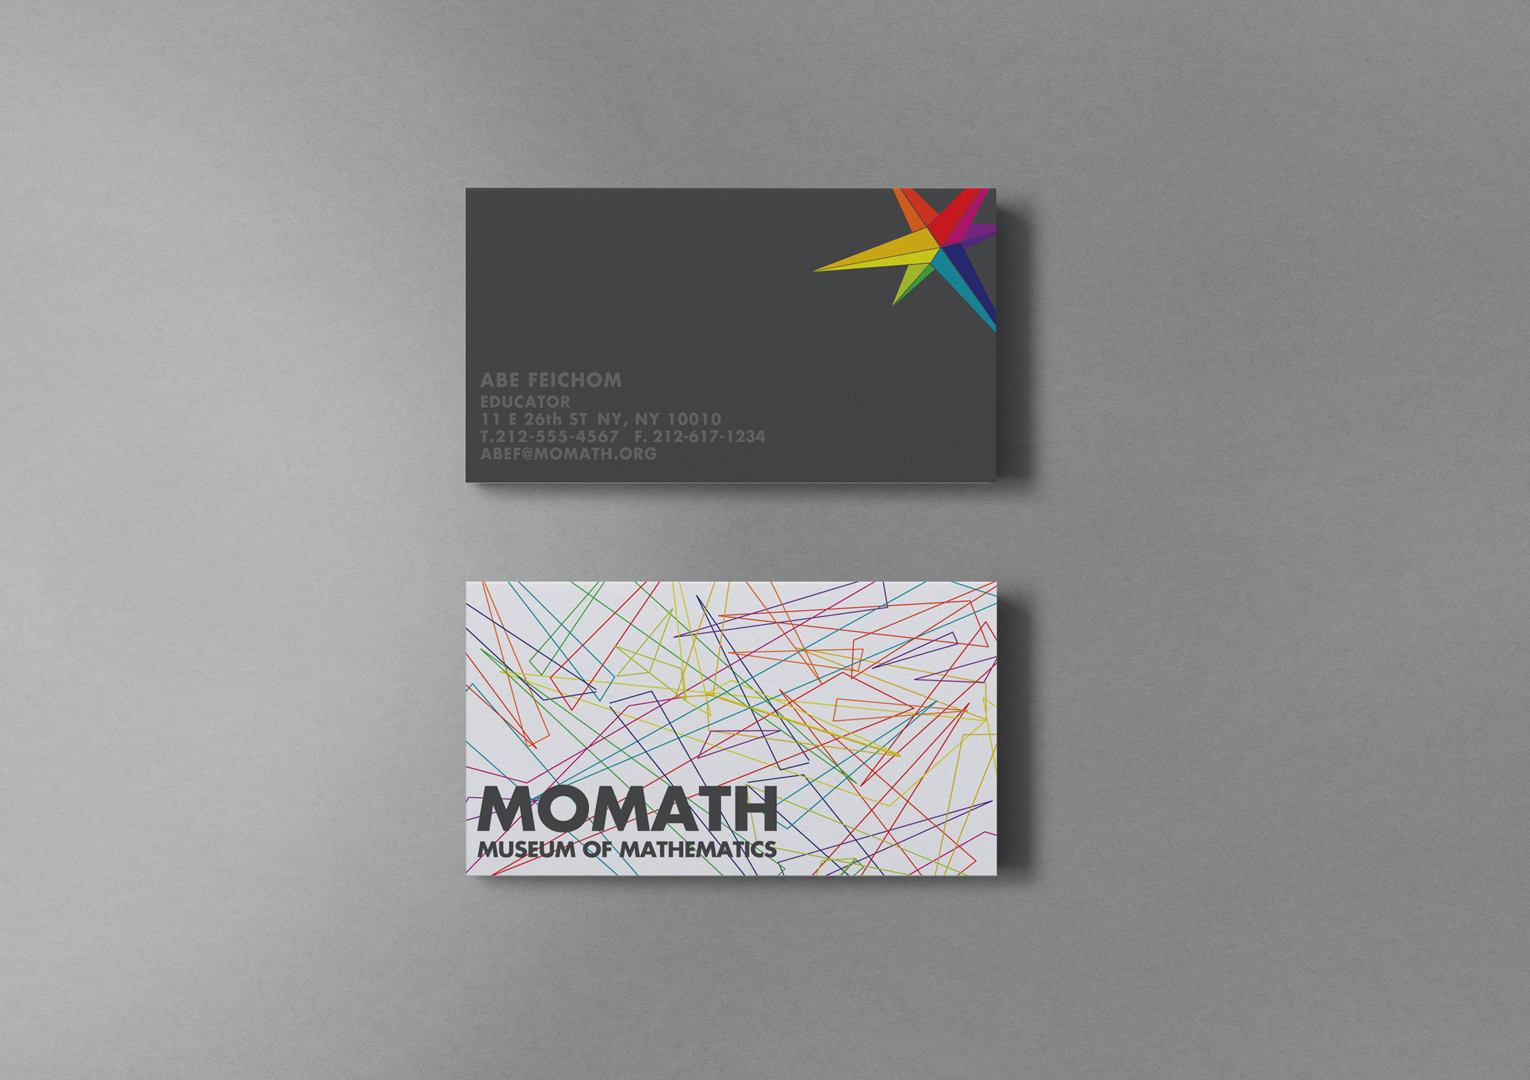 ABE FEICHOM
EDUCATOR
11 E 26th ST NY, NY 10010
T.212-555-4567 F. 212-617-1234
ABEF@MOMATH.ORG
MOMATH
MUSEUM OF MATHEMATICS